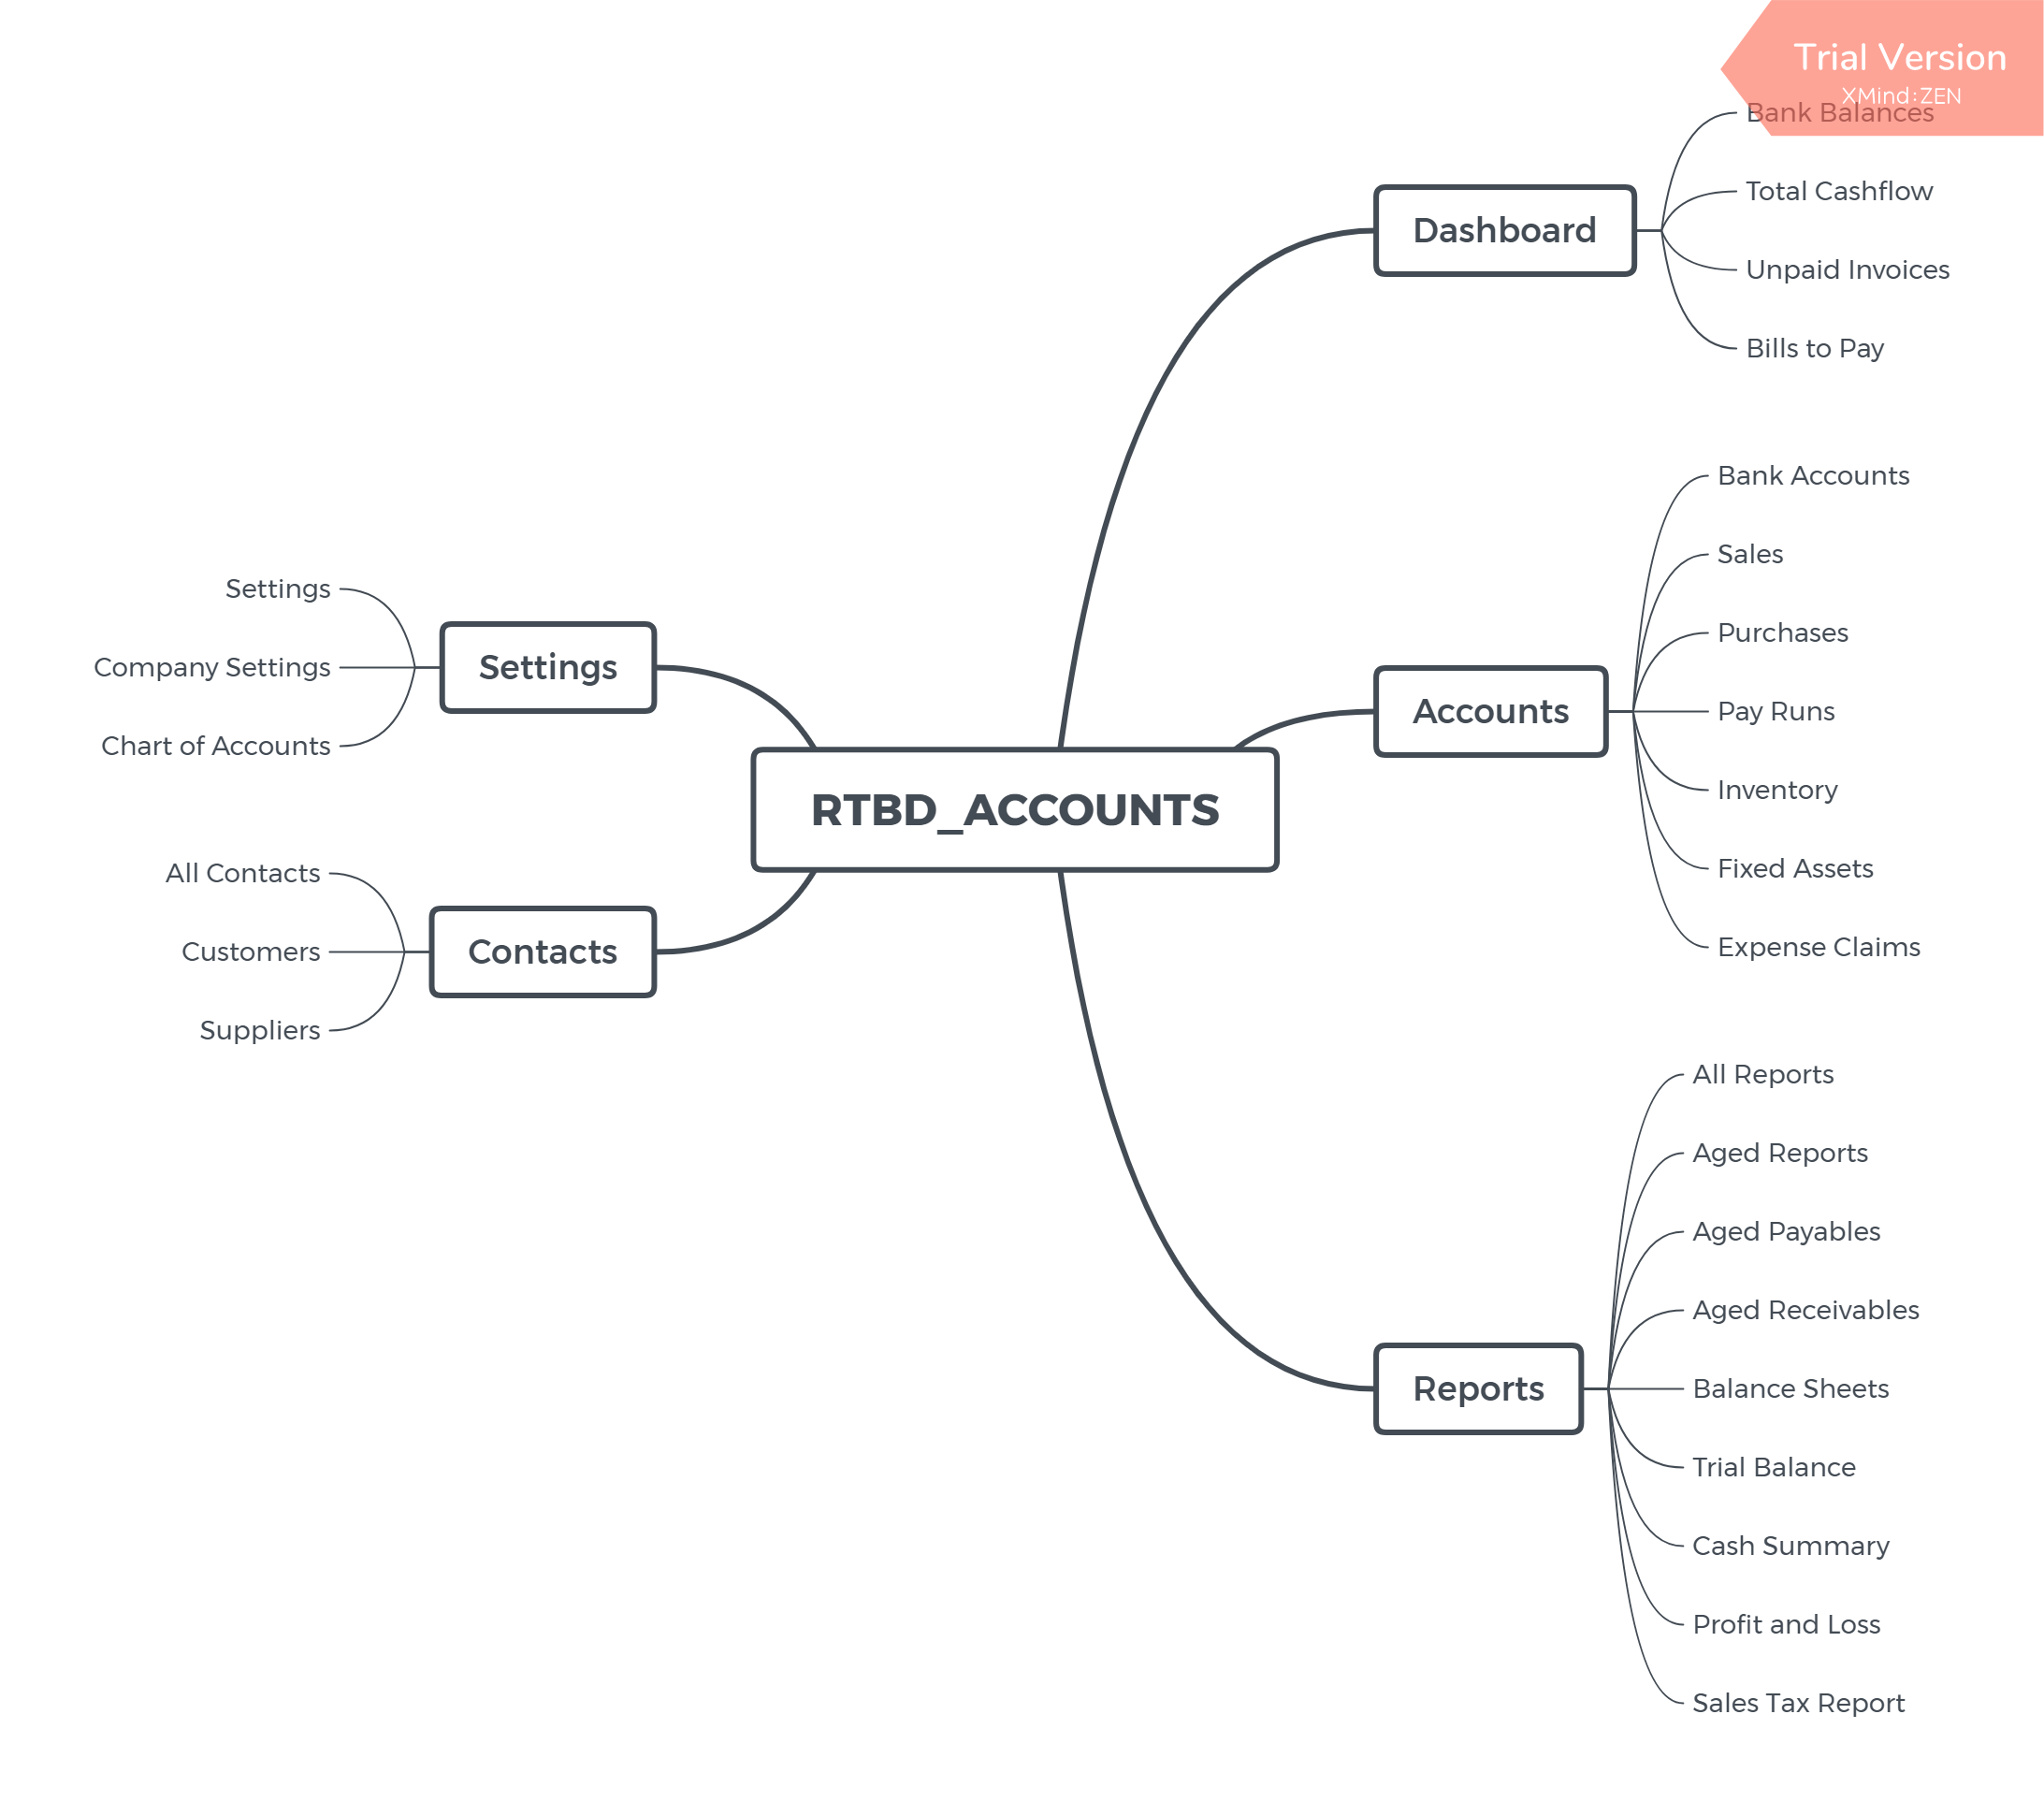 Trial Version
XMind:ZEN
Bank Balances
Total Cashflow
Dashboard
Unpaid Invoices
Bills to Pay
Bank Accounts
Sales
Purchases
Accounts
Pay Runs
Inventory
Fixed Assets
Expense Claims
Settings
Settings
Company Settings
Chart of Accounts
RTBD_ACCOUNTS
All Contacts
Contacts
Customers
Suppliers
All Reports
Aged Reports
Aged Payables
Aged Receivables
Reports
Balance Sheets
Trial Balance
Cash Summary
Profit and Loss
Sales Tax Report